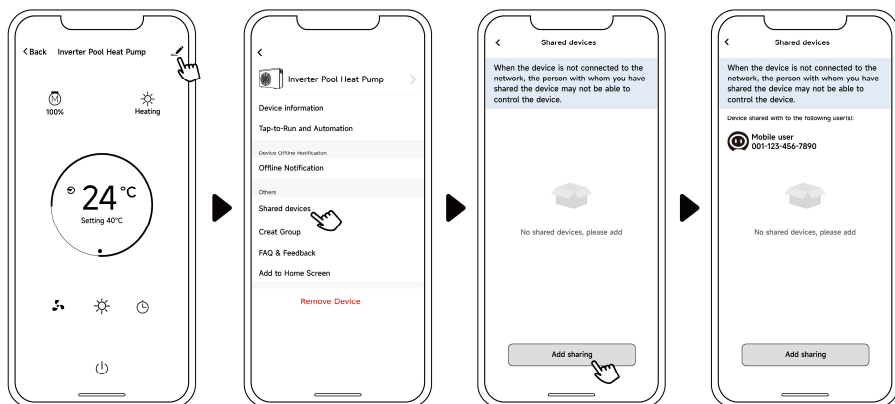 Back Inverter Pool Heat Pump
M
100%
Heating
24°C
Setting 40°C
Inverter Pool Heat Pump
Device information
Tap-to-Run and Automation
Device Offline Notification
Offline Notification
Others
Shared devices
Creat Group
FAQ & Feedback
Add to Home Screen
Remove Device
Shared devices
When the device is not connected to the
network, the person with whom you have
shared the device may not be able to
control the device.
No shared devices, please add
Add sharing
Shared devices
When the device is not connected to the
network, the person with whom you have
shared the device may not be able to
control the device.
Device shared with to the following user(s):
Mobile user
001-123-456-7890
No shared devices, please add
Add sharing